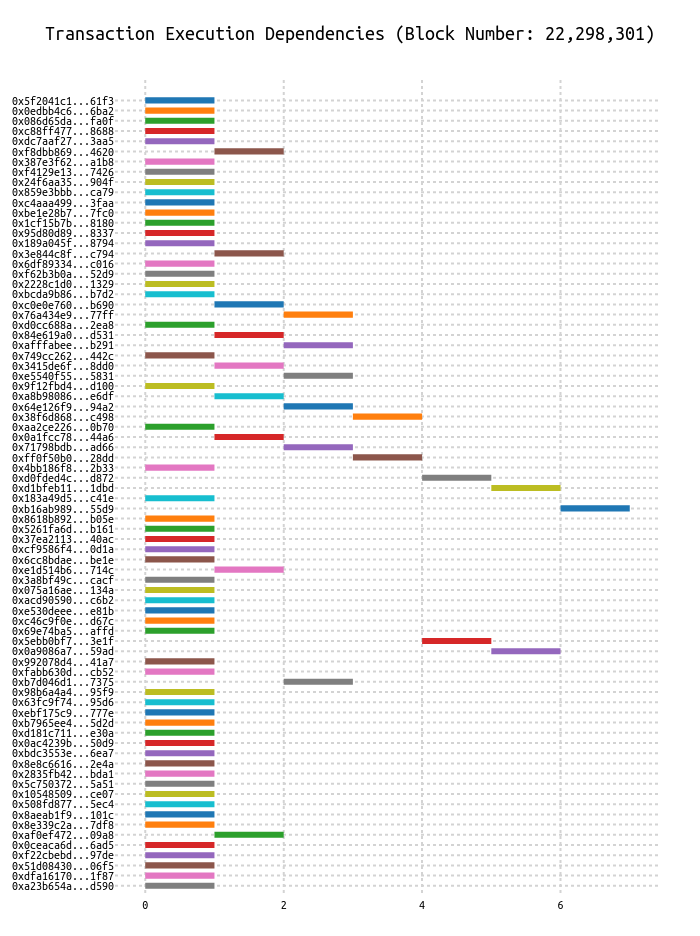 Transaction Execution Dependencies (Block Number: 22,298,301)
0x5f2041c1...61f3
0x0edbb4c6...6ba2
0x086d65da...fa0f
0xc88ff477...8688
0xdc7aaf27...3aa5
0xf8dbb869...4620
0x387e3f62...a1b8
0xf4129e13...7426
0x24f6aa35...904f
0x859e3bbb...ca79
0xc4aaa499...3faa
0xbe1e28b7...7fc0
0x1cf15b7b...8180
0x95d80d89...8337
0x189a045f...8794
0x3e844c8f...c794
0x6df89334...c016
0xf62b3b0a...52d9
0x2228c1d0...1329
0xbcda9b86...b7d2
0xc0e0e760...b690
0x76a434e9...77ff
0xd0cc688a...2ea8
0x84e619a0...d531
0xafffabee...b291
0x749cc262...442c
0x3415de6f...8dd0
0xe5540f55...5831
0x9f12fbd4...d100
0xa8b98086...e6df
0x64e126f9...94a2
0x38f6d868...c498
0xaa2ce226...0b70
0x0a1fcc78...44a6
0x71798bdb...ad66
0xff0f50b0...28dd
0x4bb186f8...2b33
0xd0fded4c...d872
0xd1bfeb11...1dbd
0x183a49d5...c41e
0xb16ab989...55d9
0x8618b892...b05e
0x5261fa6d...b161
0x37ea2113...40ac
0xcf9586f4...0d1a
0x6cc8bdae...be1e
0xe1d514b6...714c
0x3a8bf49c...cacf
0x075a16ae...134a
0xacd90590...c6b2
0xe530deee...e81b
0xc46c9f0e...d67c
0x69e74ba5...affd
0x5ebb0bf7...3e1f
0x0a9086a7...59ad
0x992078d4...41a7
0xfabb630d...cb52
0xb7d046d1...7375
0x98b6a4a4...95f9
0x63fc9f74...95d6
0xebf175c9...777e
0xb7965ee4...5d2d
0xd181c711...e30a
0x0ac4239b...50d9
0xbdc3553e...6ea7
0x8e8c6616...2e4a
0x2835fb42...bda1
0x5c750372...5a51
0x10548509...ce07
0x508fd877...5ec4
0x8aeab1f9...101c
0x8e339c2a...7df8
0xaf0ef472...09a8
0x0ceaca6d...6ad5
0xf22cbebd...97de
0x51d08430...06f5
0xdfa16170...1f87
0xa23b654a...d590
0 2 4 6